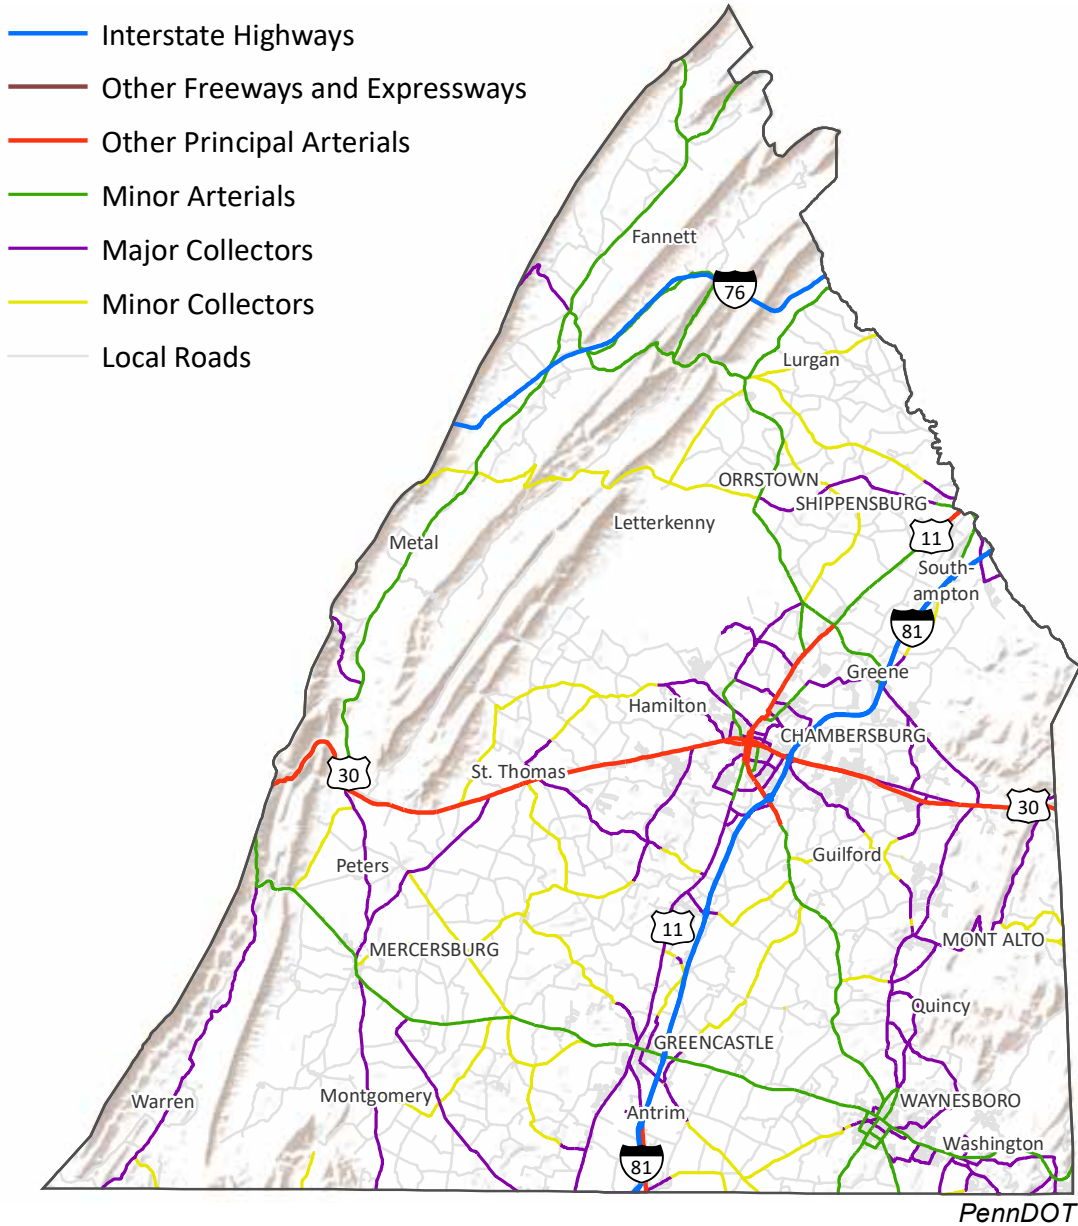 Interstate Highways
Other Freeways and Expressways
Other Principal Arterials
Minor Arterials
Major Collectors
Minor Collectors
Local Roads
Fannett
76
Lurgan
ORRSTOWN
SHIPPENSBURG
Letterkenny
11
Metal
South-
ampton
81
Greene
Hamilton
CHAMBERSBURG
30
St. Thomas
30
Guilford
Peters
11
MONT ALTO
MERCERSBURG
Quincy
GREENCASTLE
Montgomery
WAYNESBORO
Warren
Antrim
Washington
81
PennDOT